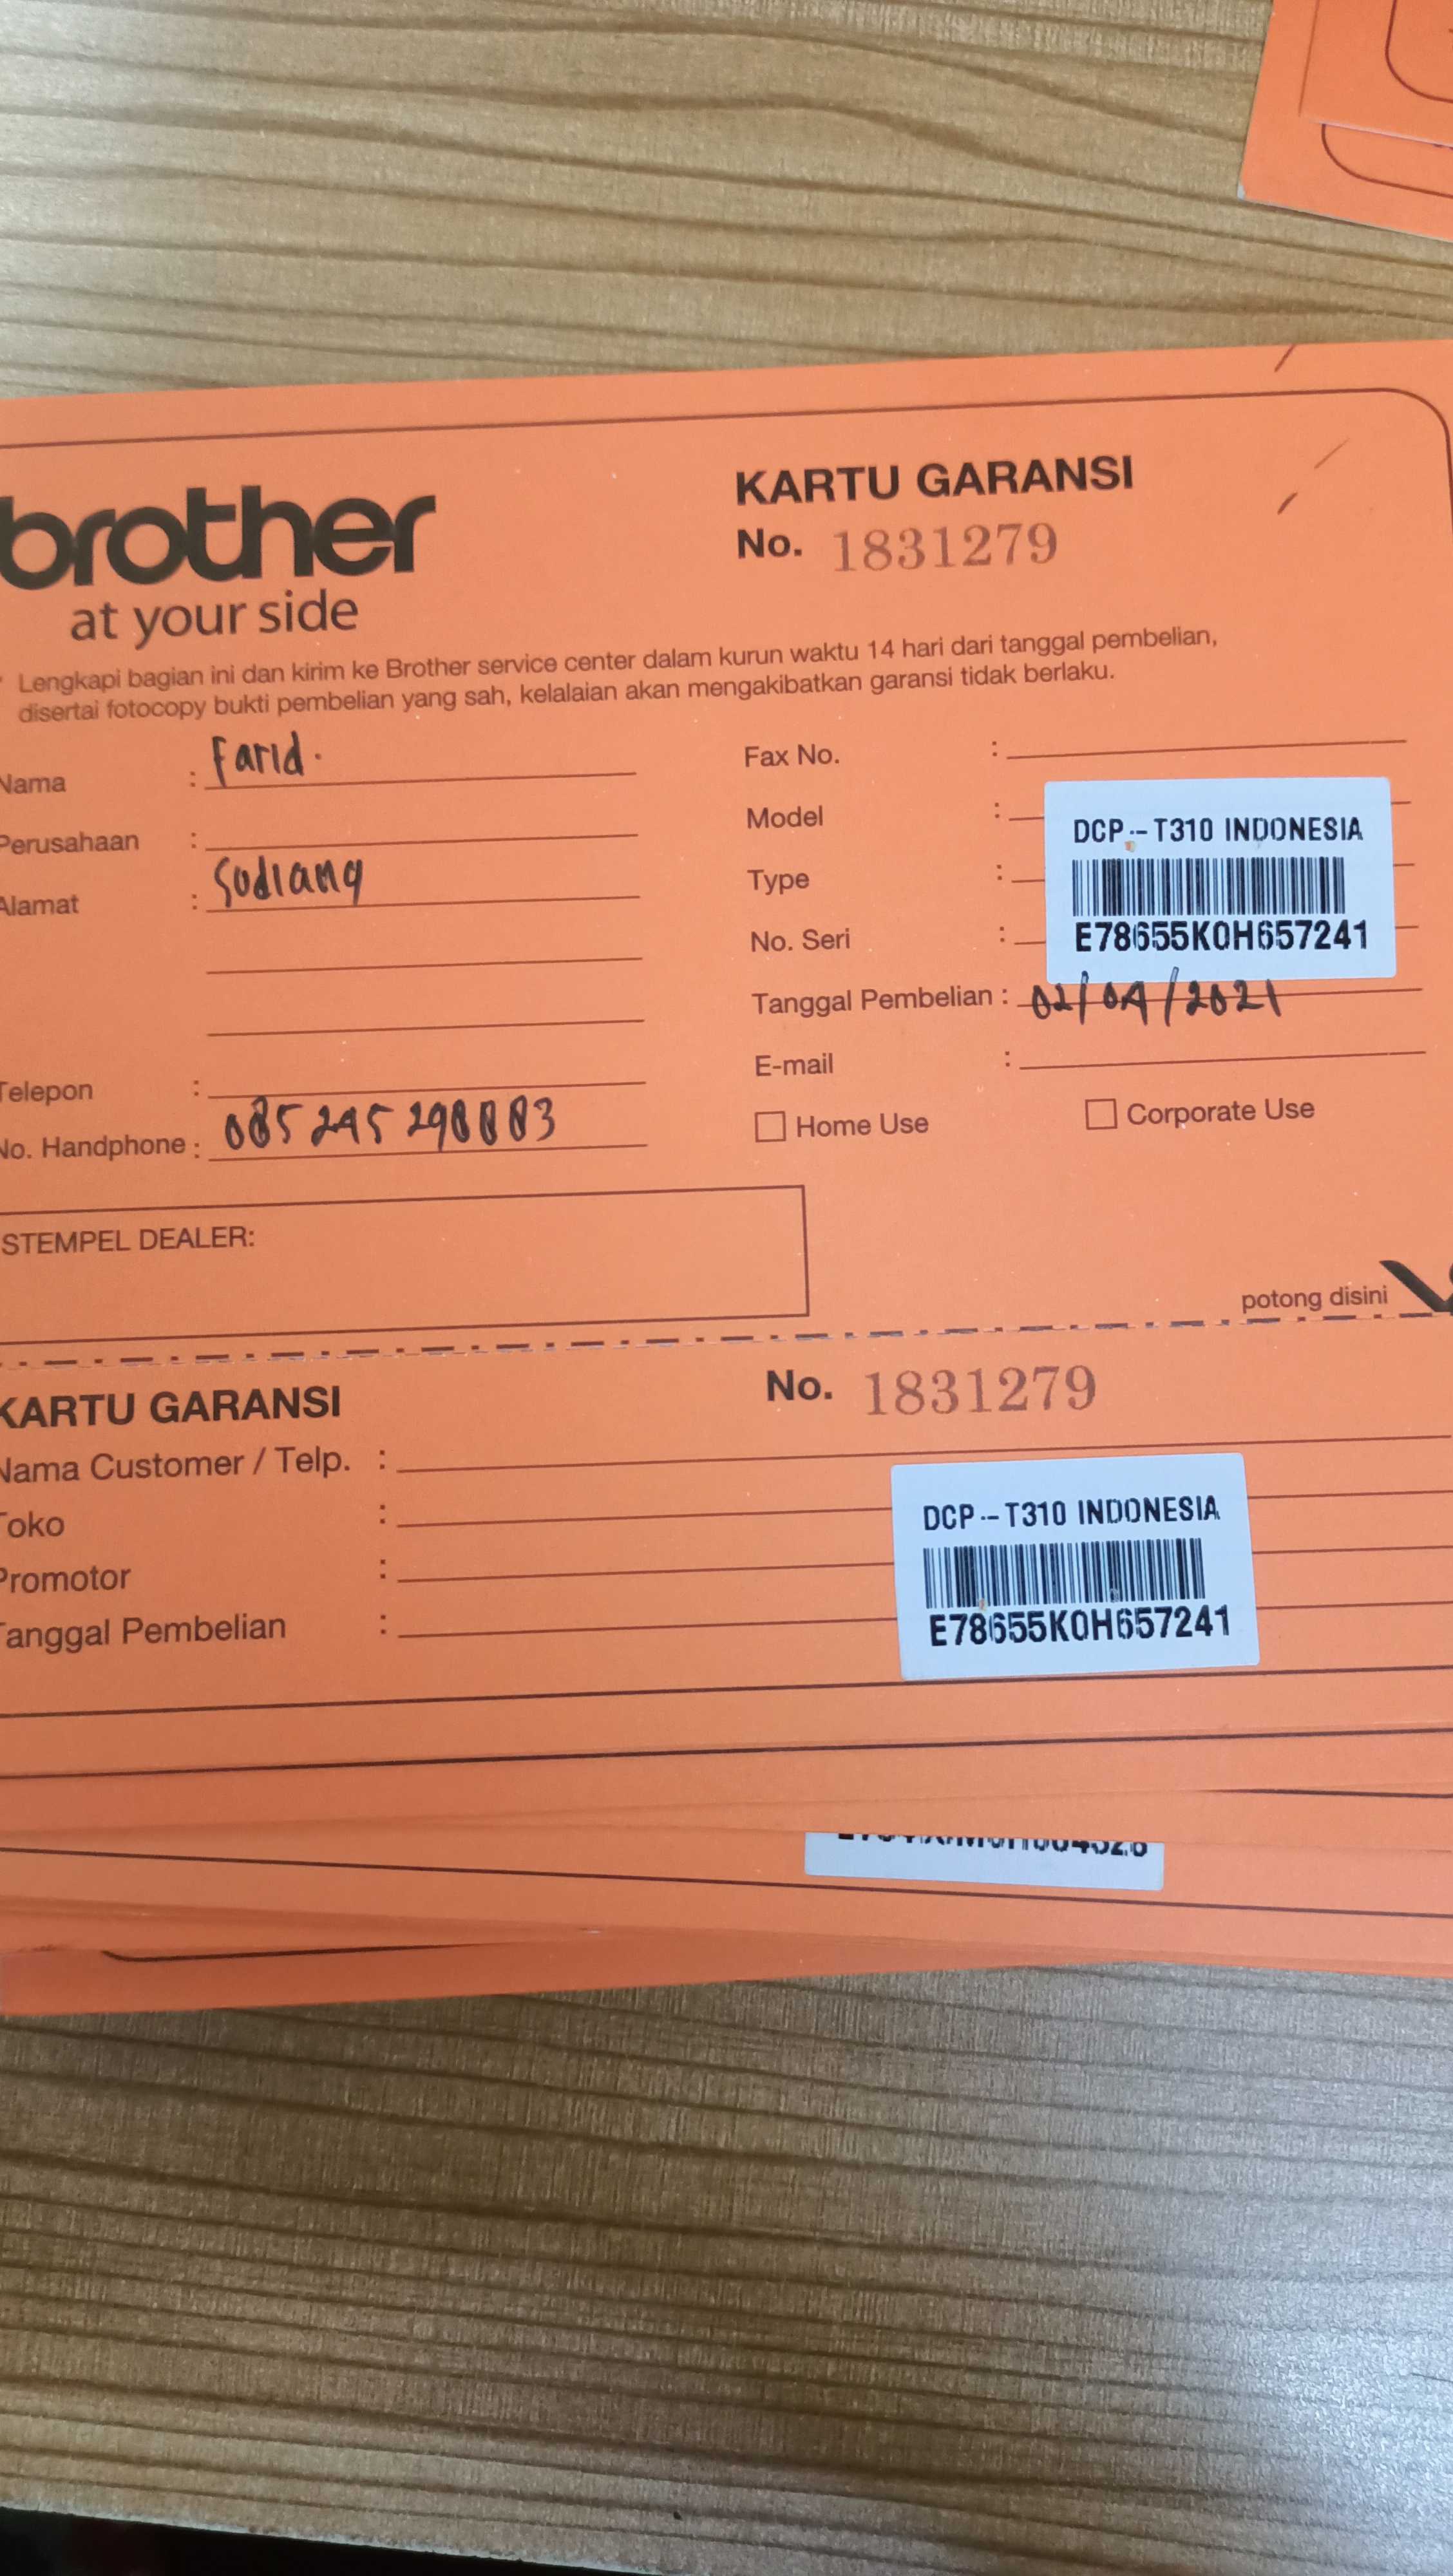 brother
at your side
KARTU GARANSI
No. 1831279
Lengkapi bagian ini dan kirim ke Brother service center dalam kurun waktu 14 hari dari tanggal pembelian,
disertai fotocopy bukti pembelian yang sah, kelalaian akan mengakibatkan garansi tidak berlaku.
Nama : Farid.
Perusahaan :
Alamat : Sudiang
Telepon :
No. Handphone :
Fax No. :
Model :
Type :
No. Seri :
DCP-T310 INDONESIA
E78655K0H657241
Tanggal Pembelian : 02/04/2021
E-mail :
Home Use
Corporate Use
STEMPEL DEALER:
potong disini
KARTU GARANSI
No. 1831279
Nama Customer / Telp. :
Toko :
Promotor :
Tanggal Pembelian :
DCP-T310 INDONESIA
E78655K0H657241